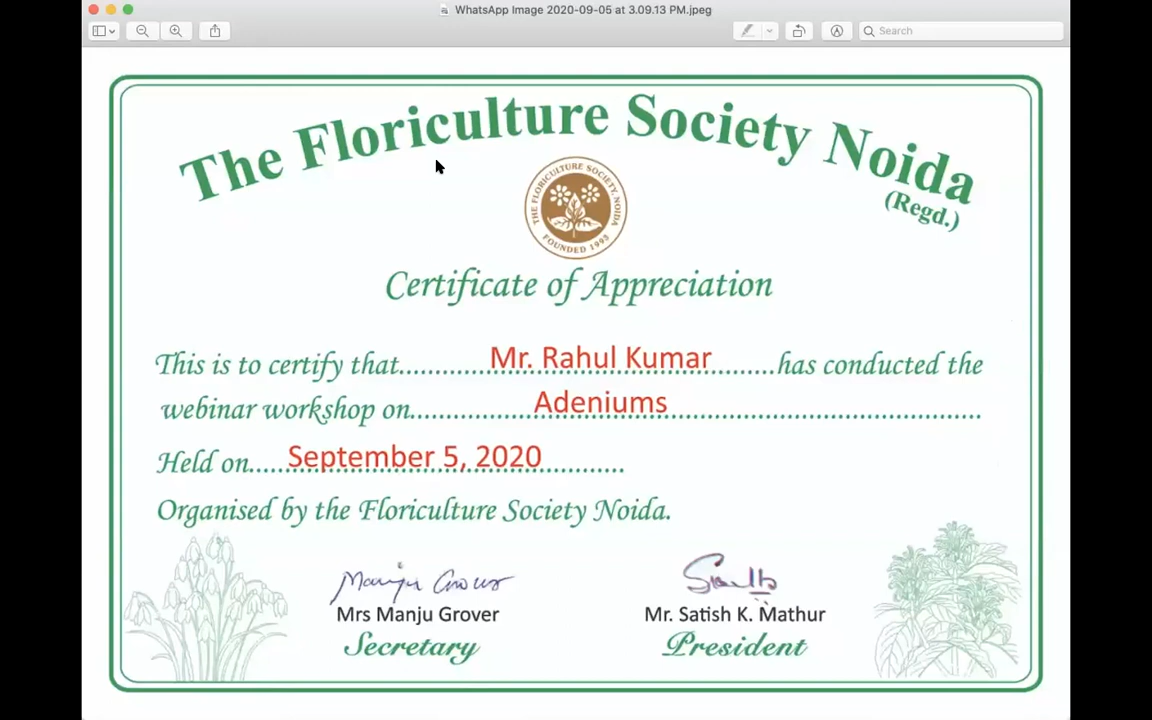 WhatsApp Image 2020-09-05 at 3.09.13 PM.jpeg
Search
The Floriculture Society Noida
(Regd.)
THE FLORICULTURE SOCIETY, NOIDA
FOUNDED 1993
Certificate of Appreciation
This is to certify that............Mr. Rahul Kumar.........has conducted the
webinar workshop on................Adeniums........................................
Held on.....September 5, 2020............
Organised by the Floriculture Society Noida.
Manju Grover
Mrs Manju Grover
Mr. Satish K. Mathur
Secretary
President